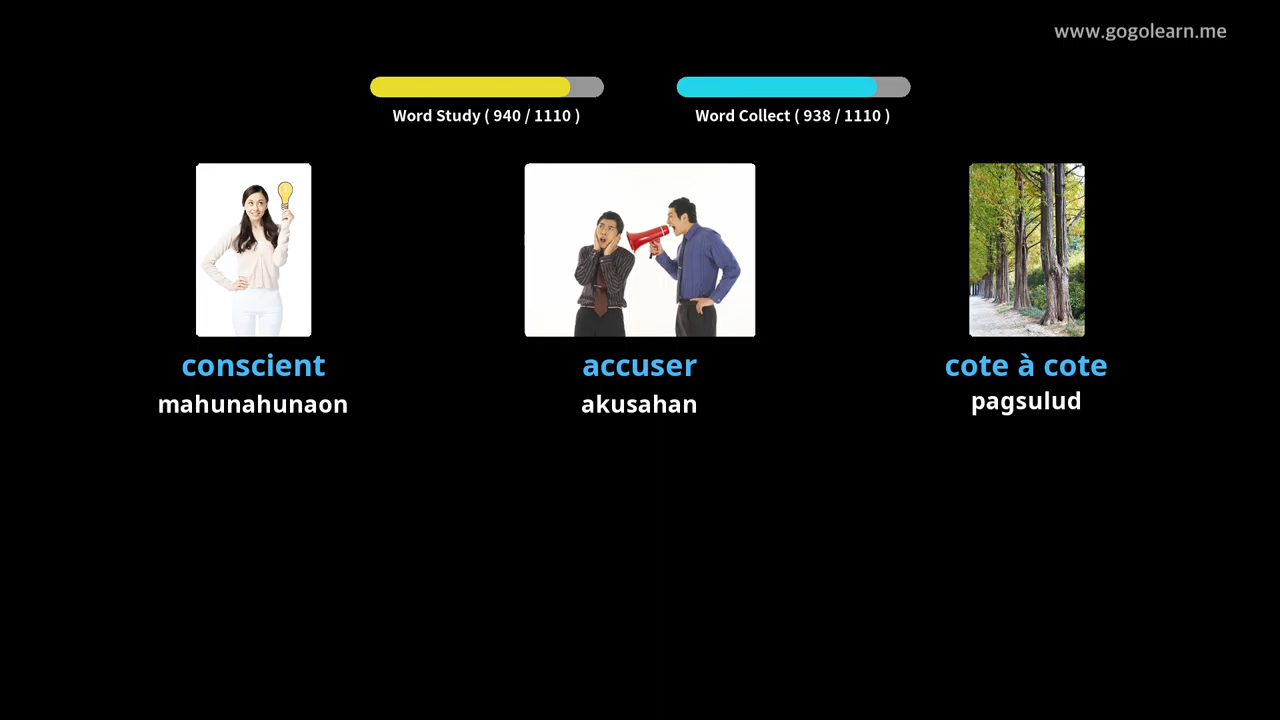 www.gogolearn.me
Word Study ( 940 / 1110 )
Word Collect ( 938 / 1110 )
conscient
mahunahunaon
accuser
akusahan
cote à cote
pagsulud